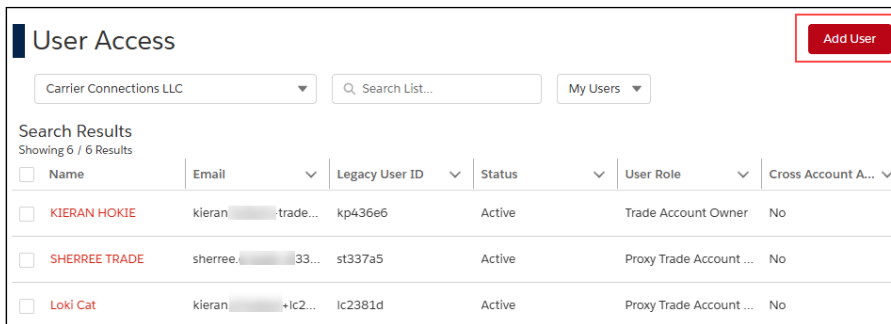 User Access
Add User
Carrier Connections LLC
Search List...
My Users
Search Results
Showing 6 / 6 Results
Name Email Legacy User ID Status User Role Cross Account A...
KIERAN HOKIE kieran trade... kp436e6 Active Trade Account Owner No
SHERREE TRADE sherree. 33... st337a5 Active Proxy Trade Account ... No
Loki Cat kieran +lc2... lc2381d Active Proxy Trade Account ... No